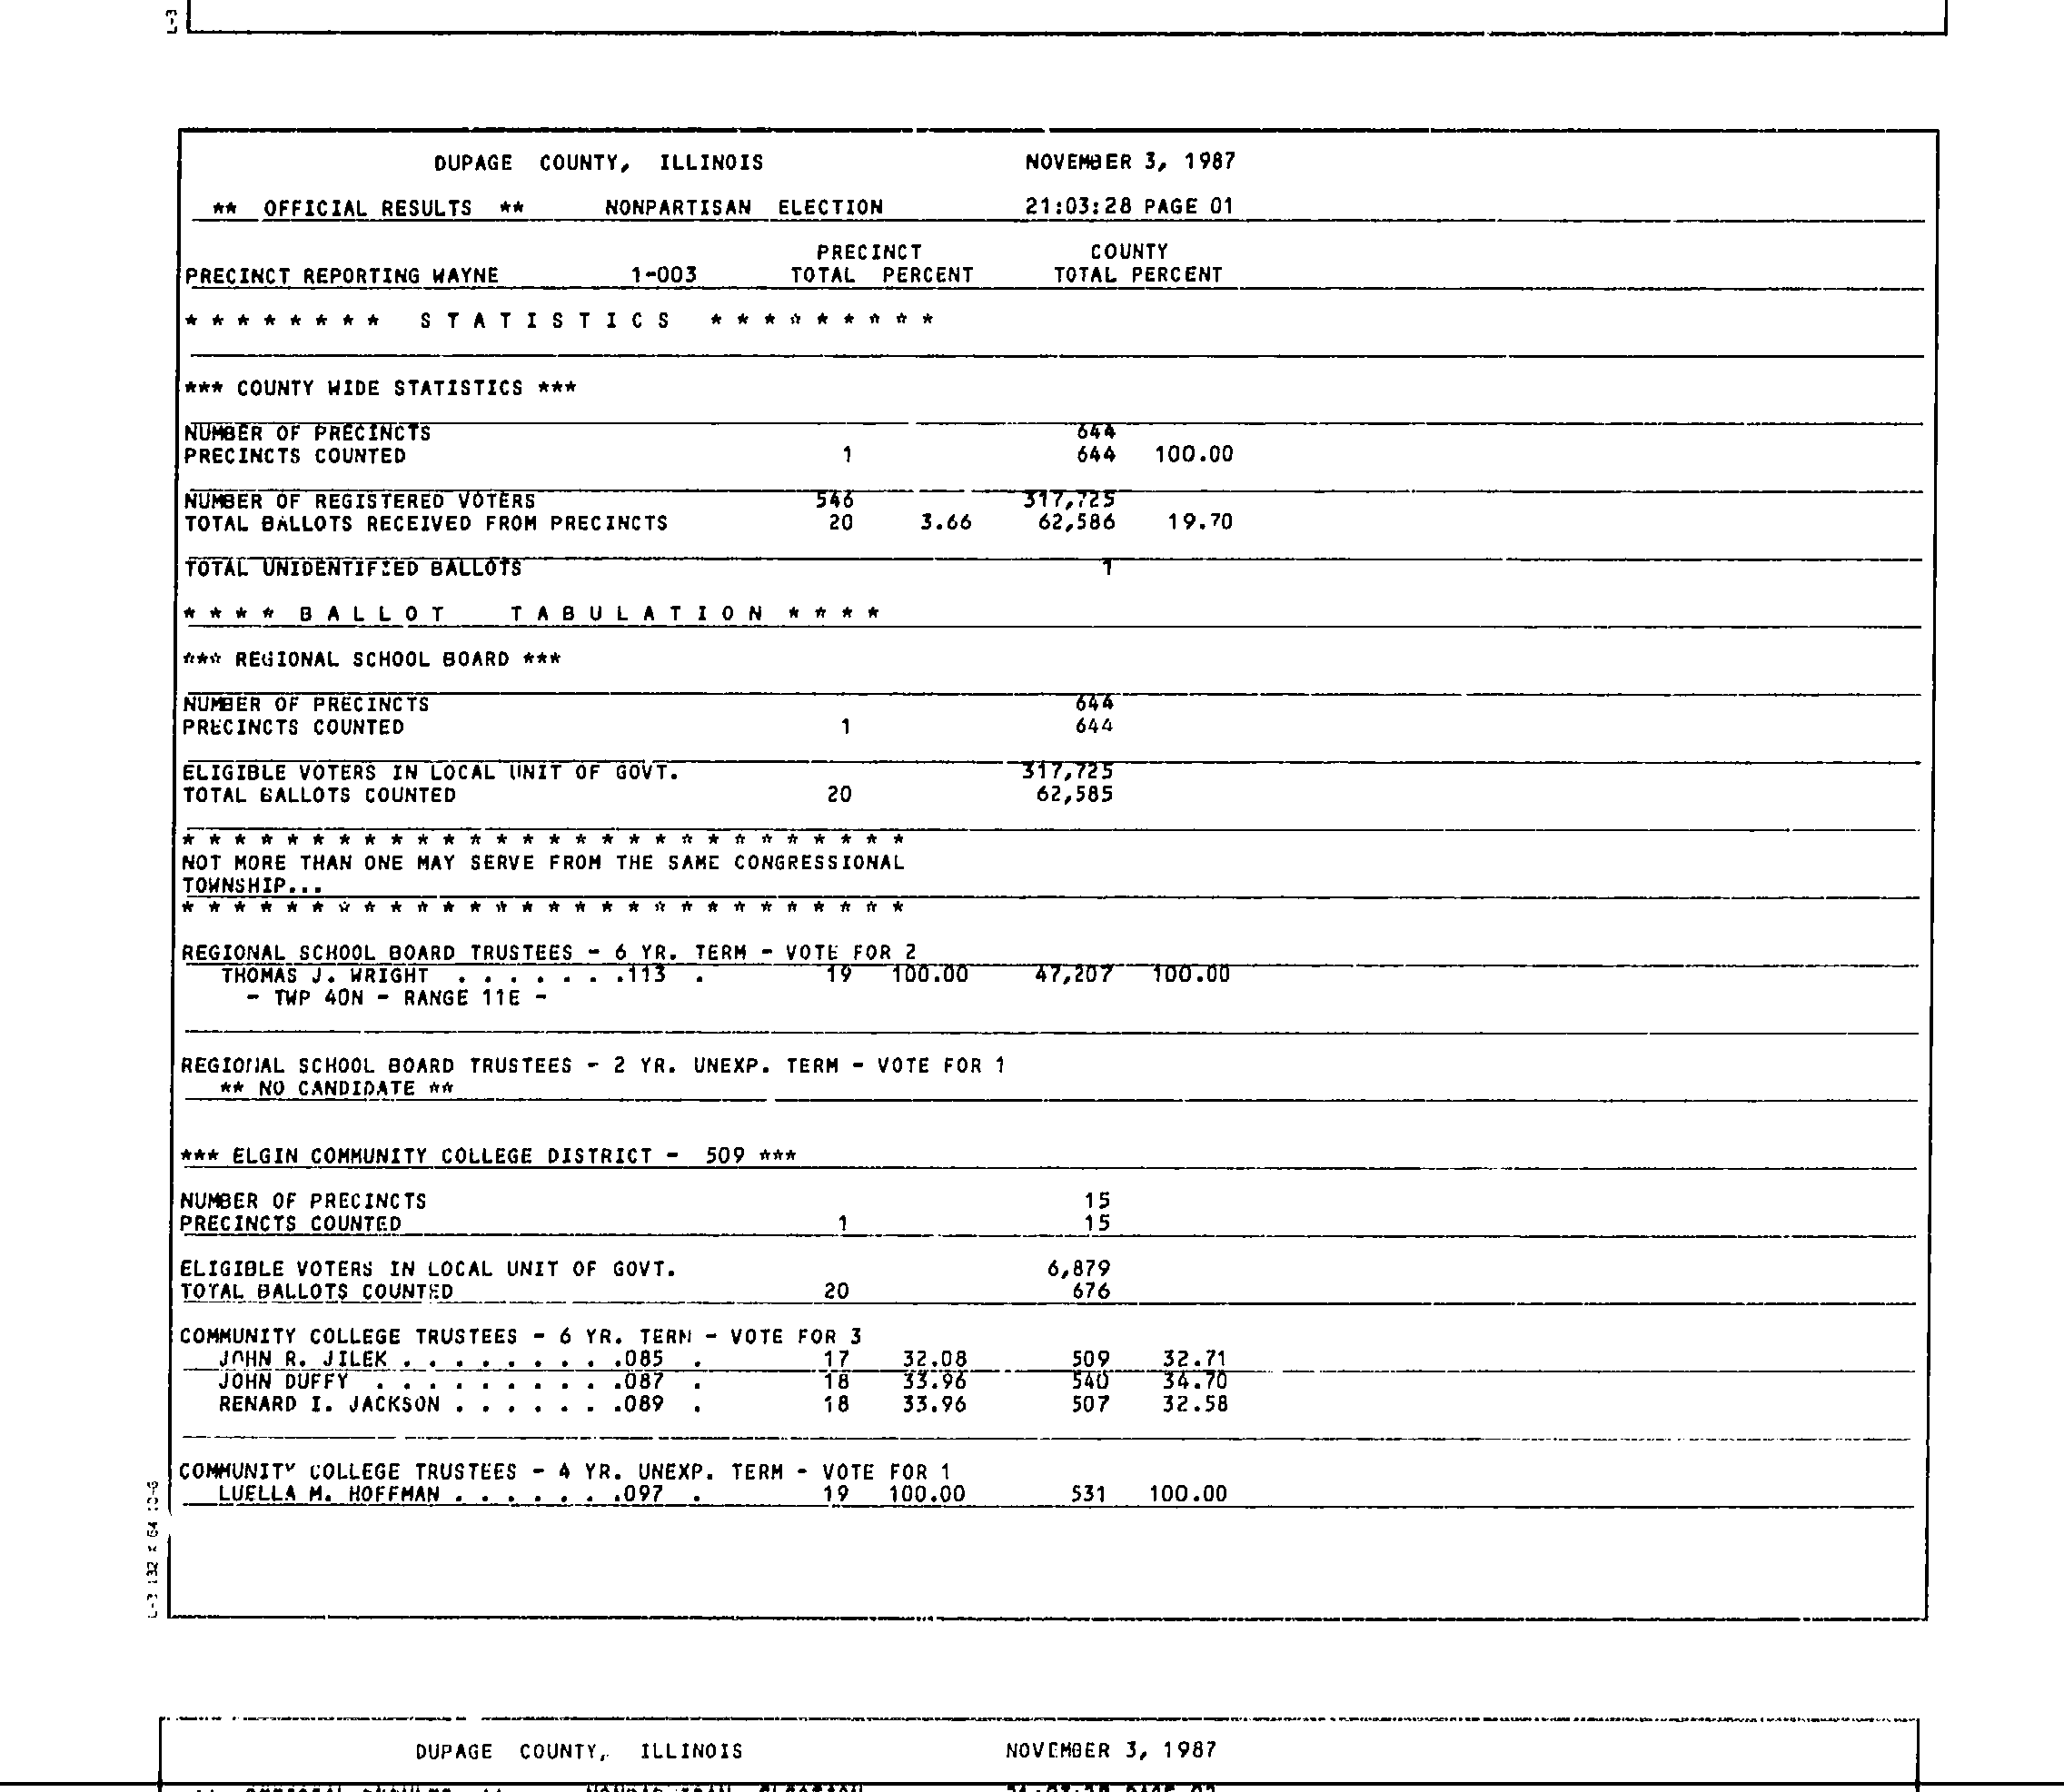 DUPAGE COUNTY, ILLINOIS NOVEMBER 3, 1987
** OFFICIAL RESULTS ** NONPARTISAN ELECTION 21:03:28 PAGE 01
PRECINCT COUNTY
PRECINCT REPORTING WAYNE 1-003 TOTAL PERCENT TOTAL PERCENT
* * * * * * * * S T A T I S T I C S * * * * * * * * *
*** COUNTY WIDE STATISTICS ***
NUMBER OF PRECINCTS 644
PRECINCTS COUNTED 1 644 100.00
NUMBER OF REGISTERED VOTERS 546 317,725
TOTAL BALLOTS RECEIVED FROM PRECINCTS 20 3.66 62,586 19.70
TOTAL UNIDENTIFIED BALLOTS 1
* * * * B A L L O T T A B U L A T I O N * * * *
*** REGIONAL SCHOOL BOARD ***
NUMBER OF PRECINCTS 644
PRECINCTS COUNTED 1 644
ELIGIBLE VOTERS IN LOCAL UNIT OF GOVT. 317,725
TOTAL BALLOTS COUNTED 20 62,585
* * * * * * * * * * * * * * * * * * * * * * * * * * * *
NOT MORE THAN ONE MAY SERVE FROM THE SAME CONGRESSIONAL
TOWNSHIP...
* * * * * * * * * * * * * * * * * * * * * * * * * * * *
REGIONAL SCHOOL BOARD TRUSTEES - 6 YR. TERM - VOTE FOR 2
THOMAS J. WRIGHT . . . . . . .113 . 19 100.00 47,207 100.00
- TWP 40N - RANGE 11E -
REGIONAL SCHOOL BOARD TRUSTEES - 2 YR. UNEXP. TERM - VOTE FOR 1
** NO CANDIDATE **
*** ELGIN COMMUNITY COLLEGE DISTRICT - 509 ***
NUMBER OF PRECINCTS 15
PRECINCTS COUNTED 1 15
ELIGIBLE VOTERS IN LOCAL UNIT OF GOVT. 6,879
TOTAL BALLOTS COUNTED 20 676
COMMUNITY COLLEGE TRUSTEES - 6 YR. TERM - VOTE FOR 3
JOHN R. JILEK . . . . . . . . .085 . 17 32.08 509 32.71
JOHN DUFFY . . . . . . . . . .087 . 18 33.96 540 34.70
RENARD I. JACKSON . . . . . . .089 . 18 33.96 507 32.58
COMMUNITY COLLEGE TRUSTEES - 4 YR. UNEXP. TERM - VOTE FOR 1
LUELLA M. HOFFMAN . . . . . . .097 . 19 100.00 531 100.00
DUPAGE COUNTY, ILLINOIS NOVEMBER 3, 1987